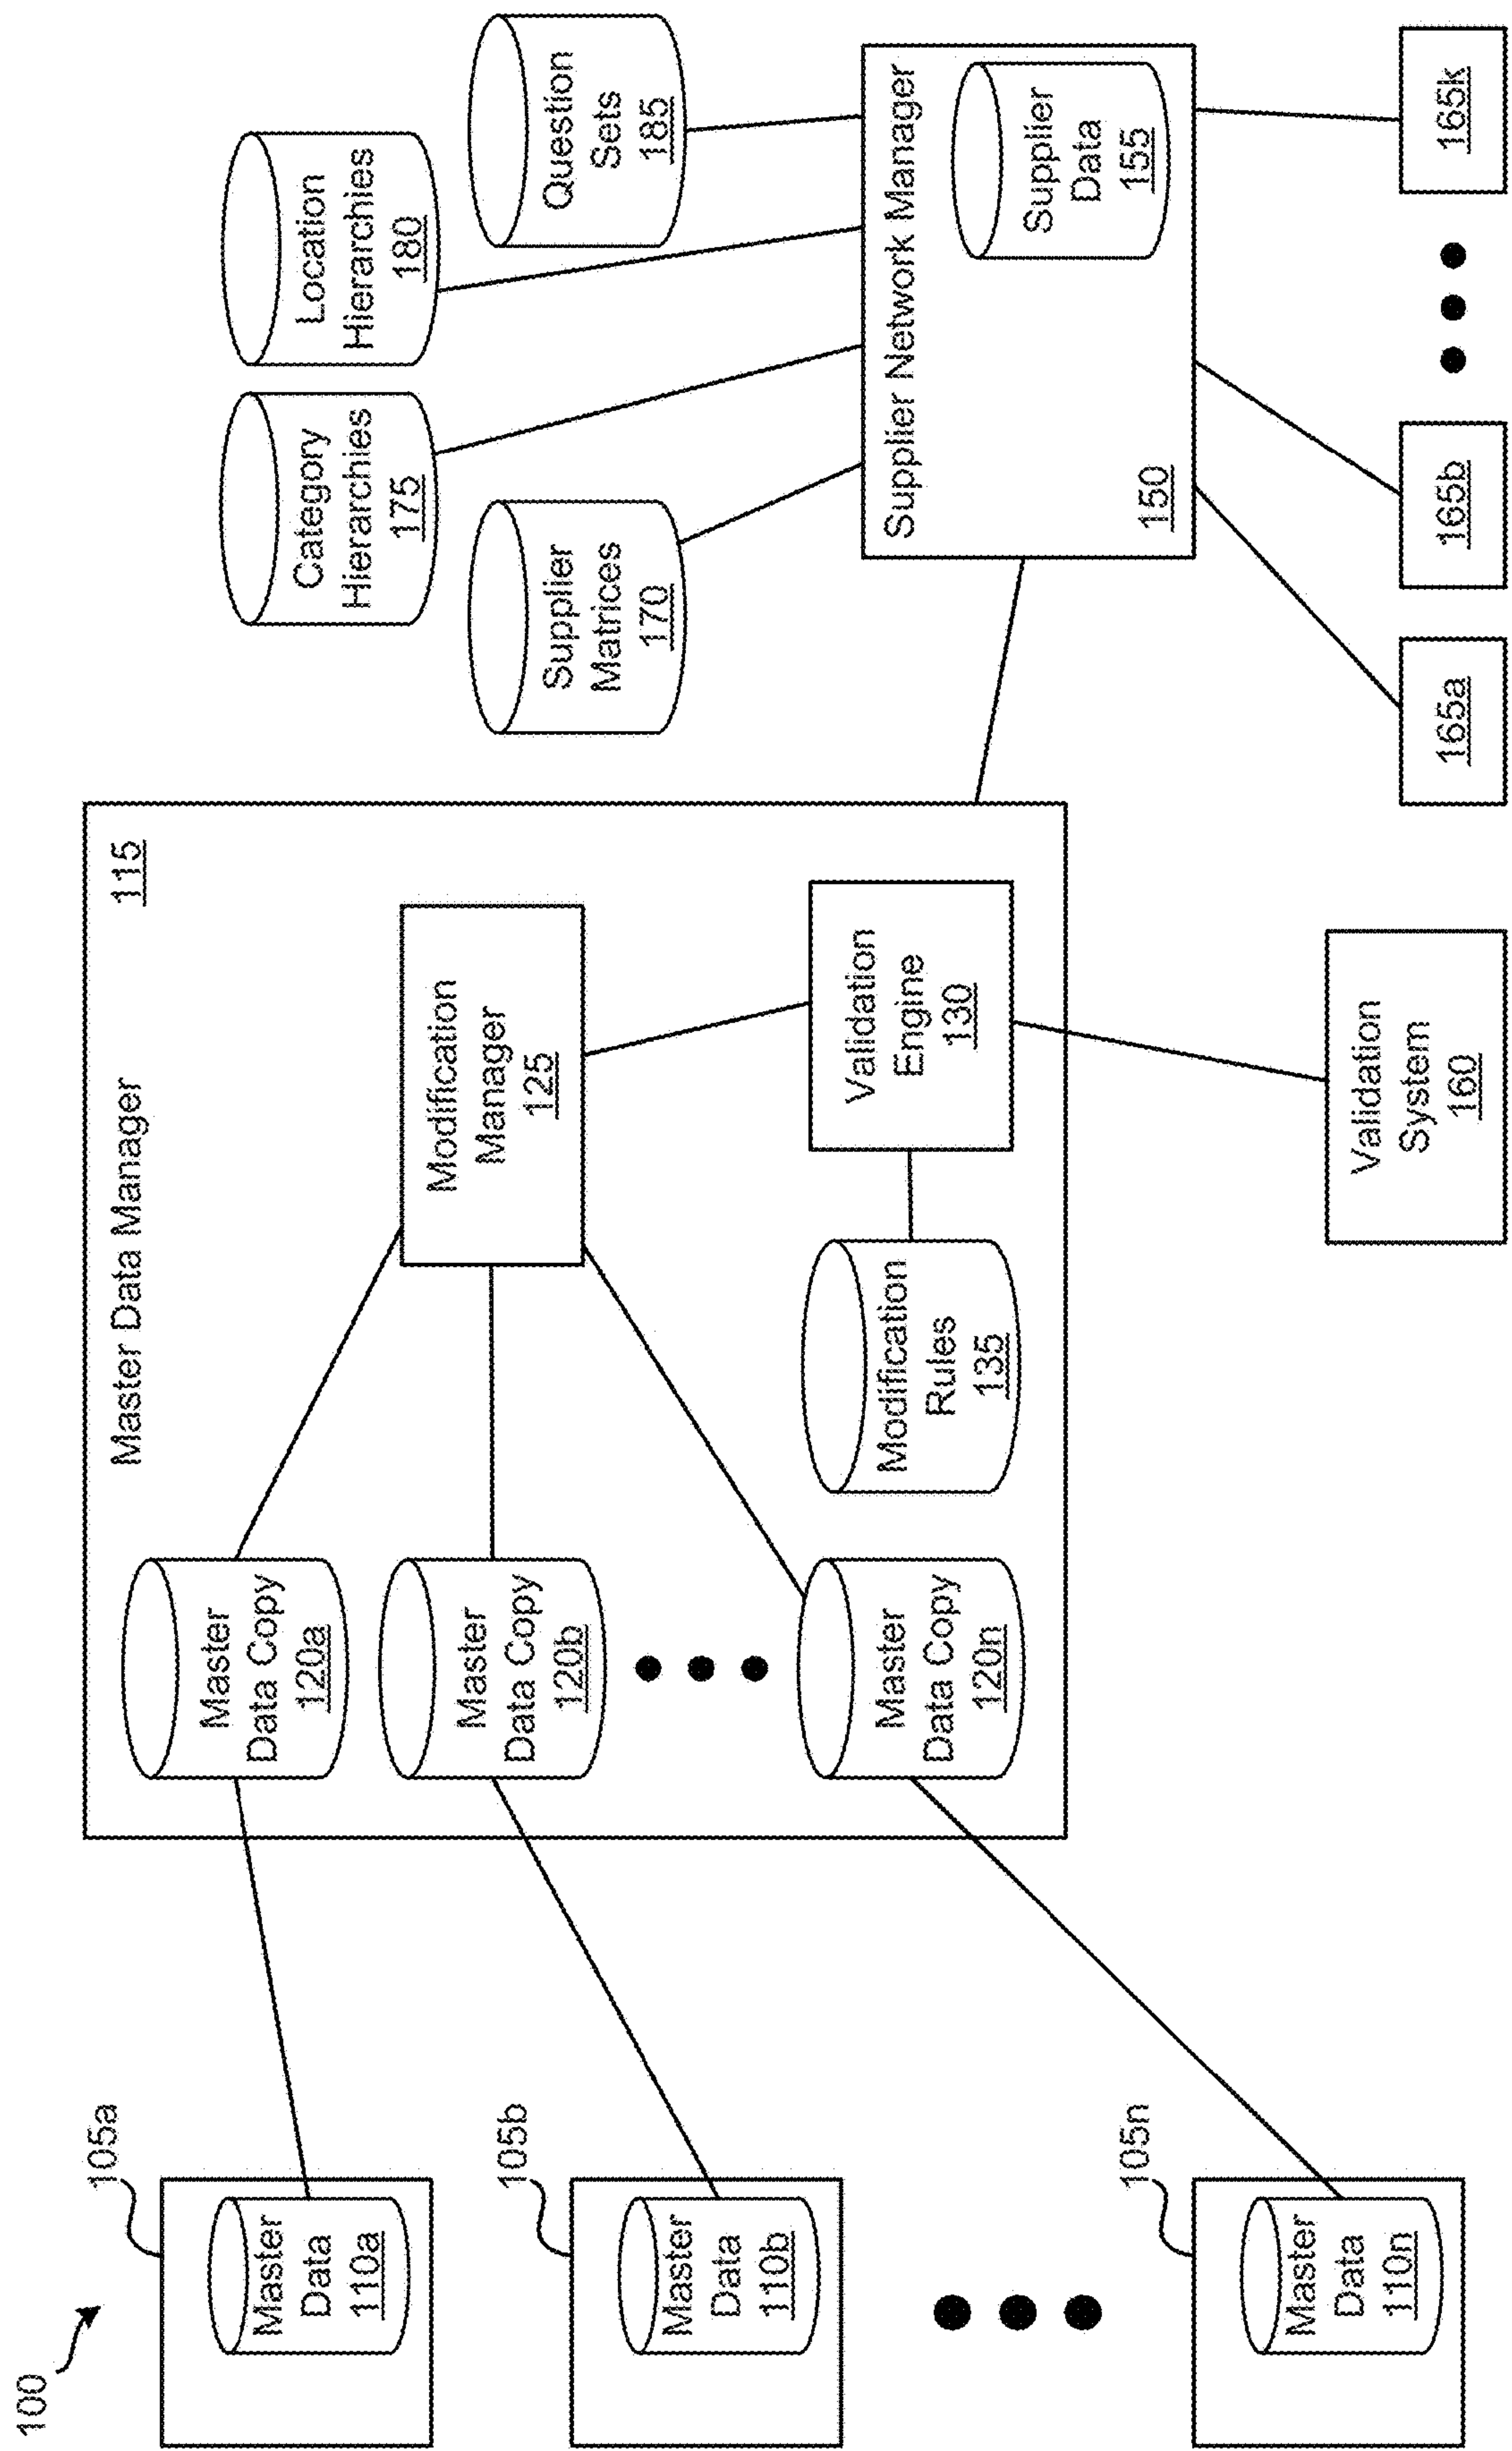 100
105a
Master
Data
110a
105b
Master
Data
110b
105n
Master
Data
110n
Master Data Manager
115
Master
Data Copy
120a
Master
Data Copy
120b
Master
Data Copy
120n
Modification
Manager
125
Modification
Rules
135
Validation
Engine
130
Validation
System
160
Category
Hierarchies
175
Location
Hierarchies
180
Supplier
Matrices
170
Question
Sets
185
Supplier Network Manager
150
Supplier
Data
155
165a
165b
165k